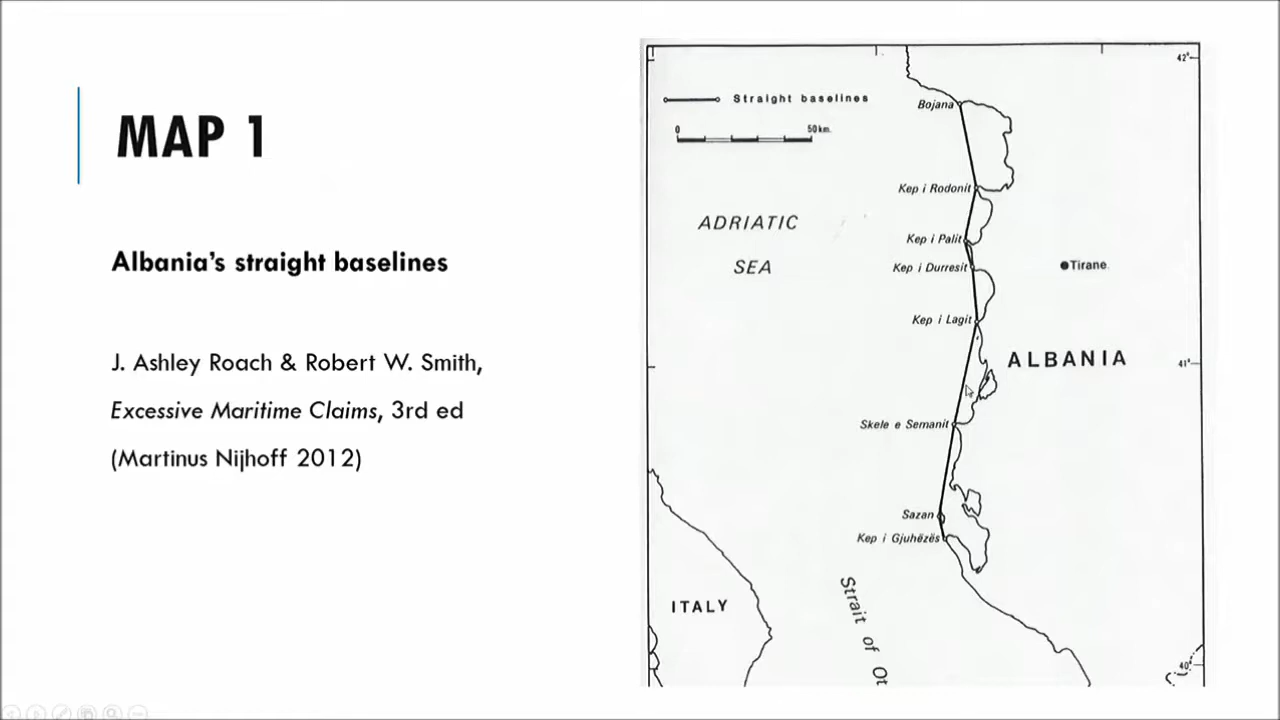 MAP 1
Albania’s straight baselines
J. Ashley Roach & Robert W. Smith,
Excessive Maritime Claims, 3rd ed
(Martinus Nijhoff 2012)
Straight baselines
0 50 km.
42°
Bojana
Kep i Rodonit
ADRIATIC
SEA
Kep i Palit
Kep i Durresit
Tirane
Kep i Lagit
ALBANIA
41°
Skele e Semanit
Sazan
Kep i Gjuhëzës
ITALY
Strait of Ot
40°